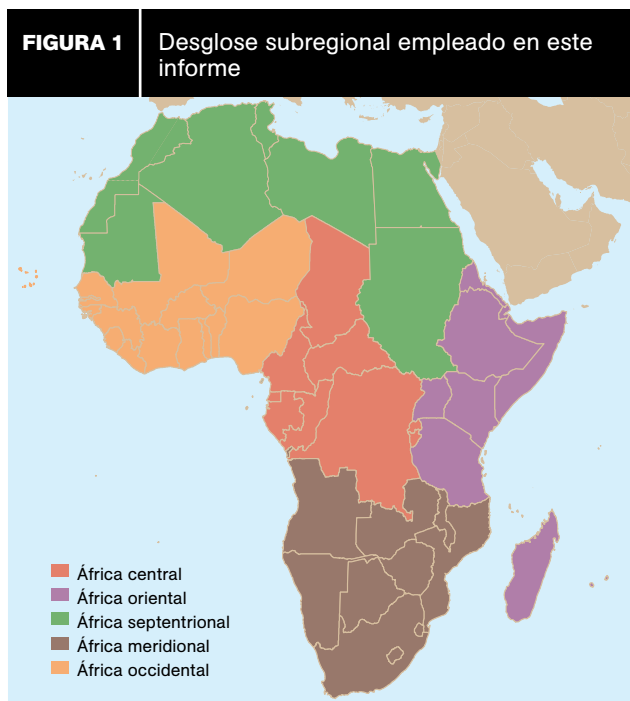 FIGURA 1
Desglose subregional empleado en este
informe
África central
África oriental
África septentrional
África meridional
África occidental